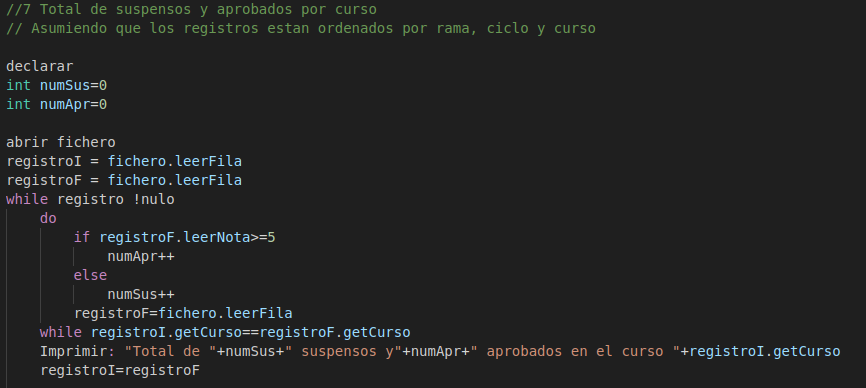 //7 Total de suspensos y aprobados por curso
// Asumiendo que los registros estan ordenados por rama, ciclo y curso
declarar
int numSus=0
int numApr=0
abrir fichero
registroI = fichero.leerFila
registroF = fichero.leerFila
while registro !nulo
do
if registroF.leerNota>=5
numApr++
else
numSus++
registroF=fichero.leerFila
while registroI.getCurso==registroF.getCurso
Imprimir: "Total de "+numSus+" suspensos y"+numApr+" aprobados en el curso "+registroI.getCurso
registroI=registroF